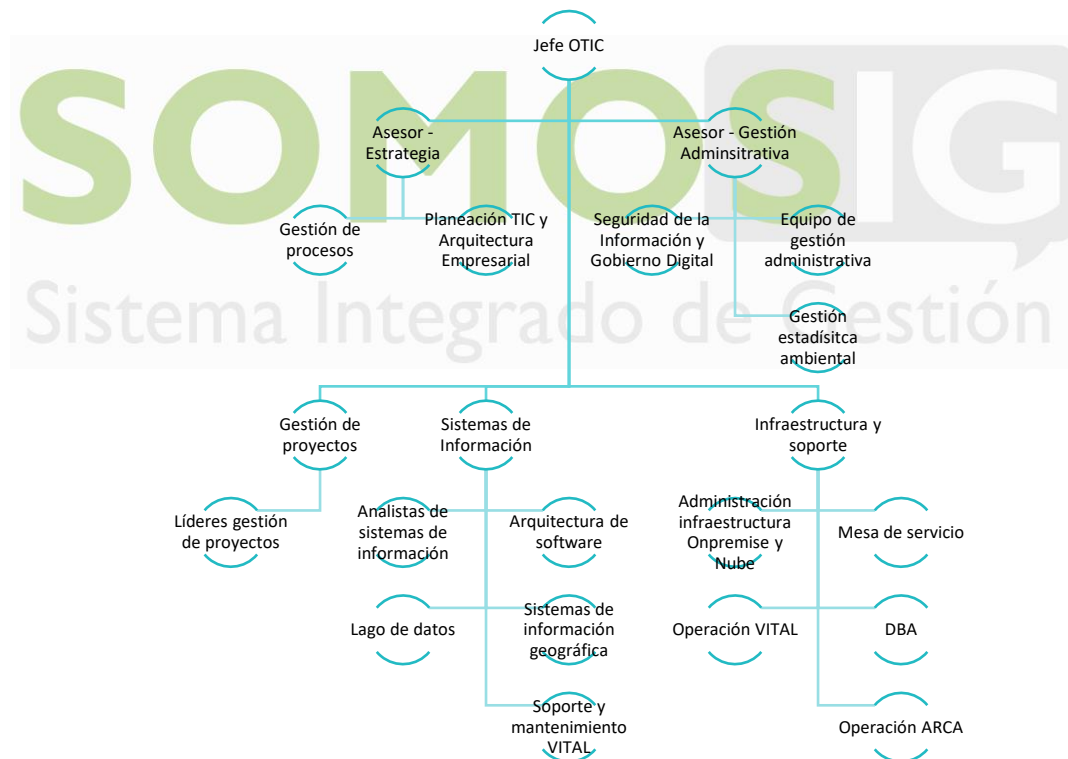 Jefe OTIC
SOMOSIG
Sistema Integrado de Gestión
Asesor -
Estrategia
Asesor - Gestión
Adminsitrativa
Gestión de
procesos
Planeación TIC y
Arquitectura
Empresarial
Seguridad de la
Información y
Gobierno Digital
Equipo de
gestión
administrativa
Gestión
estadísitca
ambiental
Gestión de
proyectos
Sistemas de
Información
Infraestructura y
soporte
Líderes gestión
de proyectos
Analistas de
sistemas de
información
Arquitectura de
software
Administración
infraestructura
Onpremise y
Nube
Mesa de servicio
Lago de datos
Sistemas de
información
geográfica
Operación VITAL
DBA
Soporte y
mantenimiento
VITAL
Operación ARCA